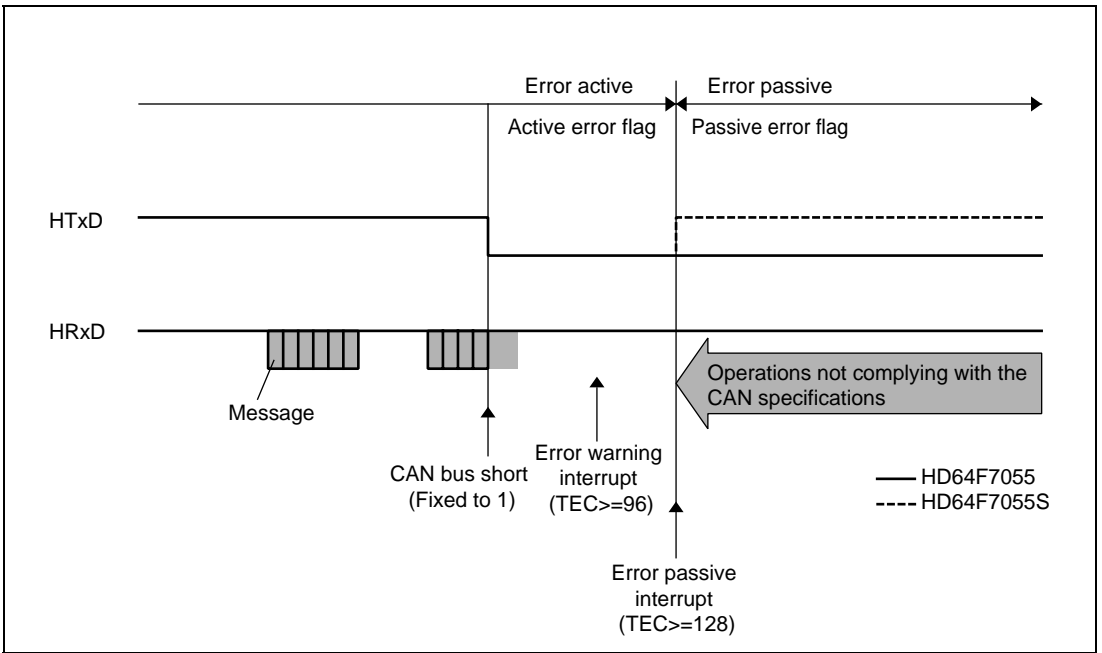 Error active
Error passive
Active error flag
Passive error flag
HTxD
HRxD
Message
Operations not complying with the
CAN specifications
CAN bus short
(Fixed to 1)
Error warning
interrupt
(TEC>=96)
HD64F7055
HD64F7055S
Error passive
interrupt
(TEC>=128)